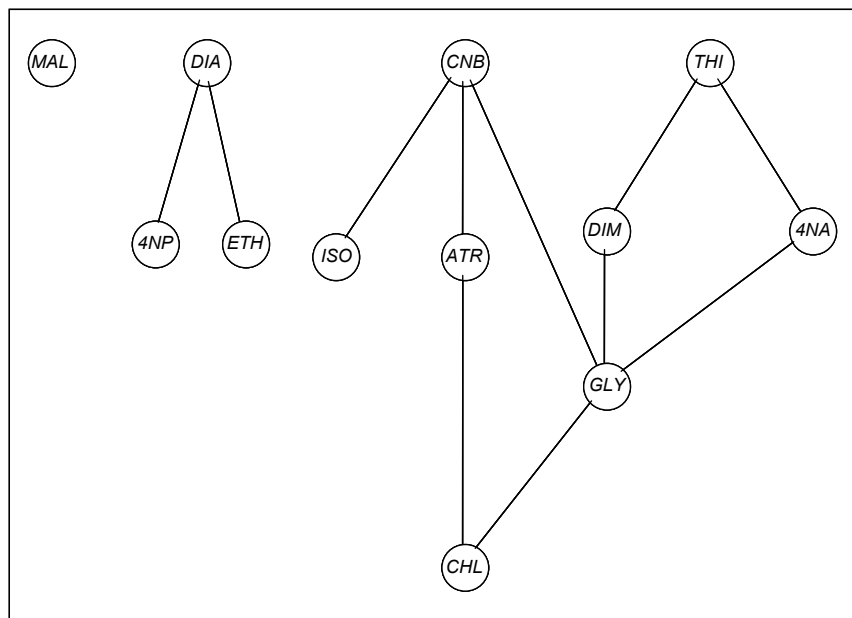 MAL DIA CNB THI
4NP ETH ISO ATR DIM 4NA
GLY
CHL